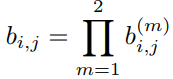 b_{i,j} = \prod_{m=1}^{2} b_{i,j}^{(m)}